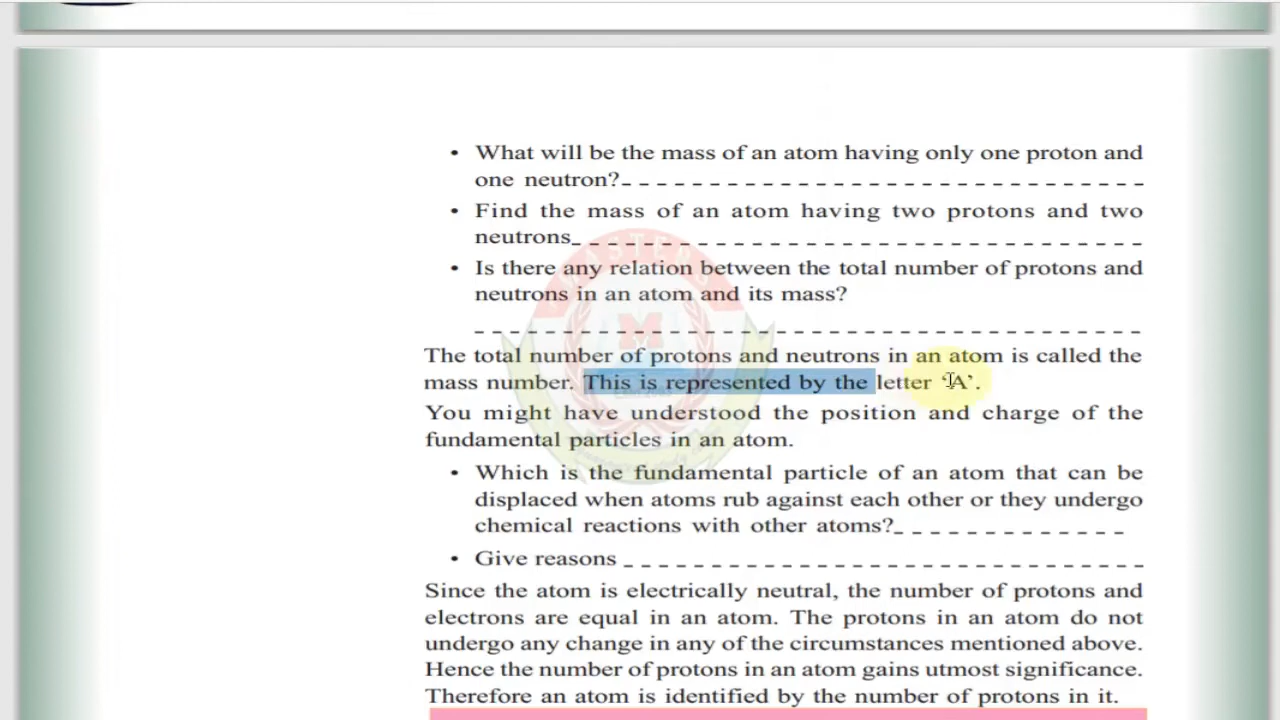 • What will be the mass of an atom having only one proton and
one neutron?_ _ _ _ _ _ _ _ _ _ _ _ _ _ _ _ _ _ _ _ _ _ _ _ _ _ _ _ _ _
• Find the mass of an atom having two protons and two
neutrons_ _ _ _ _ _ _ _ _ _ _ _ _ _ _ _ _ _ _ _ _ _ _ _ _ _ _ _ _ _ _ _ _
• Is there any relation between the total number of protons and
neutrons in an atom and its mass?
_ _ _ _ _ _ _ _ _ _ _ _ _ _ _ _ _ _ _ _ _ _ _ _ _ _ _ _ _ _ _ _ _ _ _ _ _ _
The total number of protons and neutrons in an atom is called the
mass number. This is represented by the letter ‘A’.
You might have understood the position and charge of the
fundamental particles in an atom.
• Which is the fundamental particle of an atom that can be
displaced when atoms rub against each other or they undergo
chemical reactions with other atoms?_ _ _ _ _ _ _ _ _ _ _ _ _
• Give reasons _ _ _ _ _ _ _ _ _ _ _ _ _ _ _ _ _ _ _ _ _ _ _ _ _ _ _ _ _ _
Since the atom is electrically neutral, the number of protons and
electrons are equal in an atom. The protons in an atom do not
undergo any change in any of the circumstances mentioned above.
Hence the number of protons in an atom gains utmost significance.
Therefore an atom is identified by the number of protons in it.